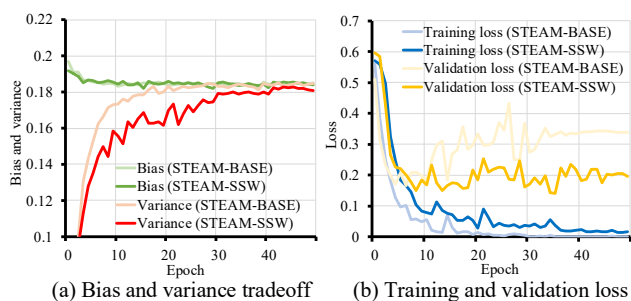 0.22
0.2
0.18
0.16
0.14
0.12
0.1
0
10
20
30
40
Bias and variance
Epoch
Bias (STEAM-BASE)
Bias (STEAM-SSW)
Variance (STEAM-BASE)
Variance (STEAM-SSW)
(a) Bias and variance tradeoff
0.7
0.6
0.5
0.4
0.3
0.2
0.1
0
0
10
20
30
40
Loss
Epoch
Training loss (STEAM-BASE)
Training loss (STEAM-SSW)
Validation loss (STEAM-BASE)
Validation loss (STEAM-SSW)
(b) Training and validation loss